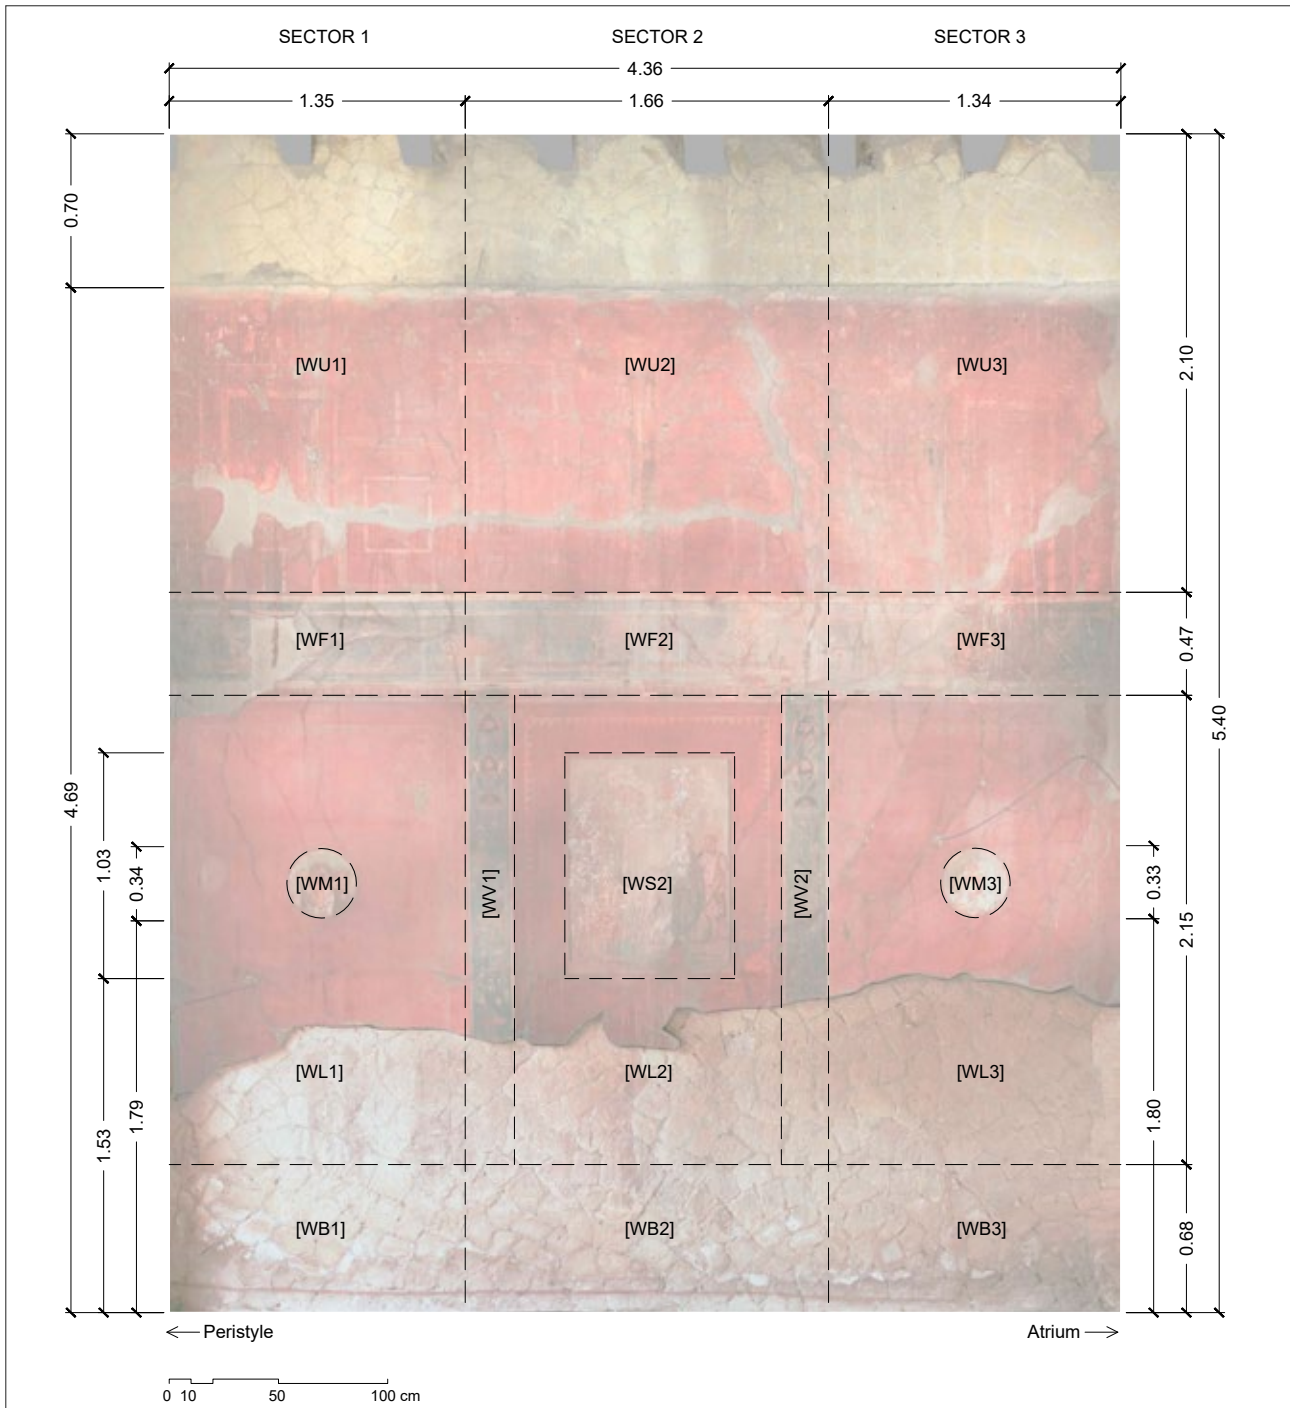 SECTOR 1 SECTOR 2 SECTOR 3
4.36
1.35 1.66 1.34
0.70
2.10
[WU1] [WU2] [WU3]
[WF1] [WF2] [WF3]
0.47
5.40
4.69
1.03
0.34
[WM1] [WV1] [WS2] [WV2] [WM3]
0.33
2.15
[WL1] [WL2] [WL3]
1.53
1.79
1.80
[WB1] [WB2] [WB3]
0.68
Peristyle Atrium
0 10 50 100 cm